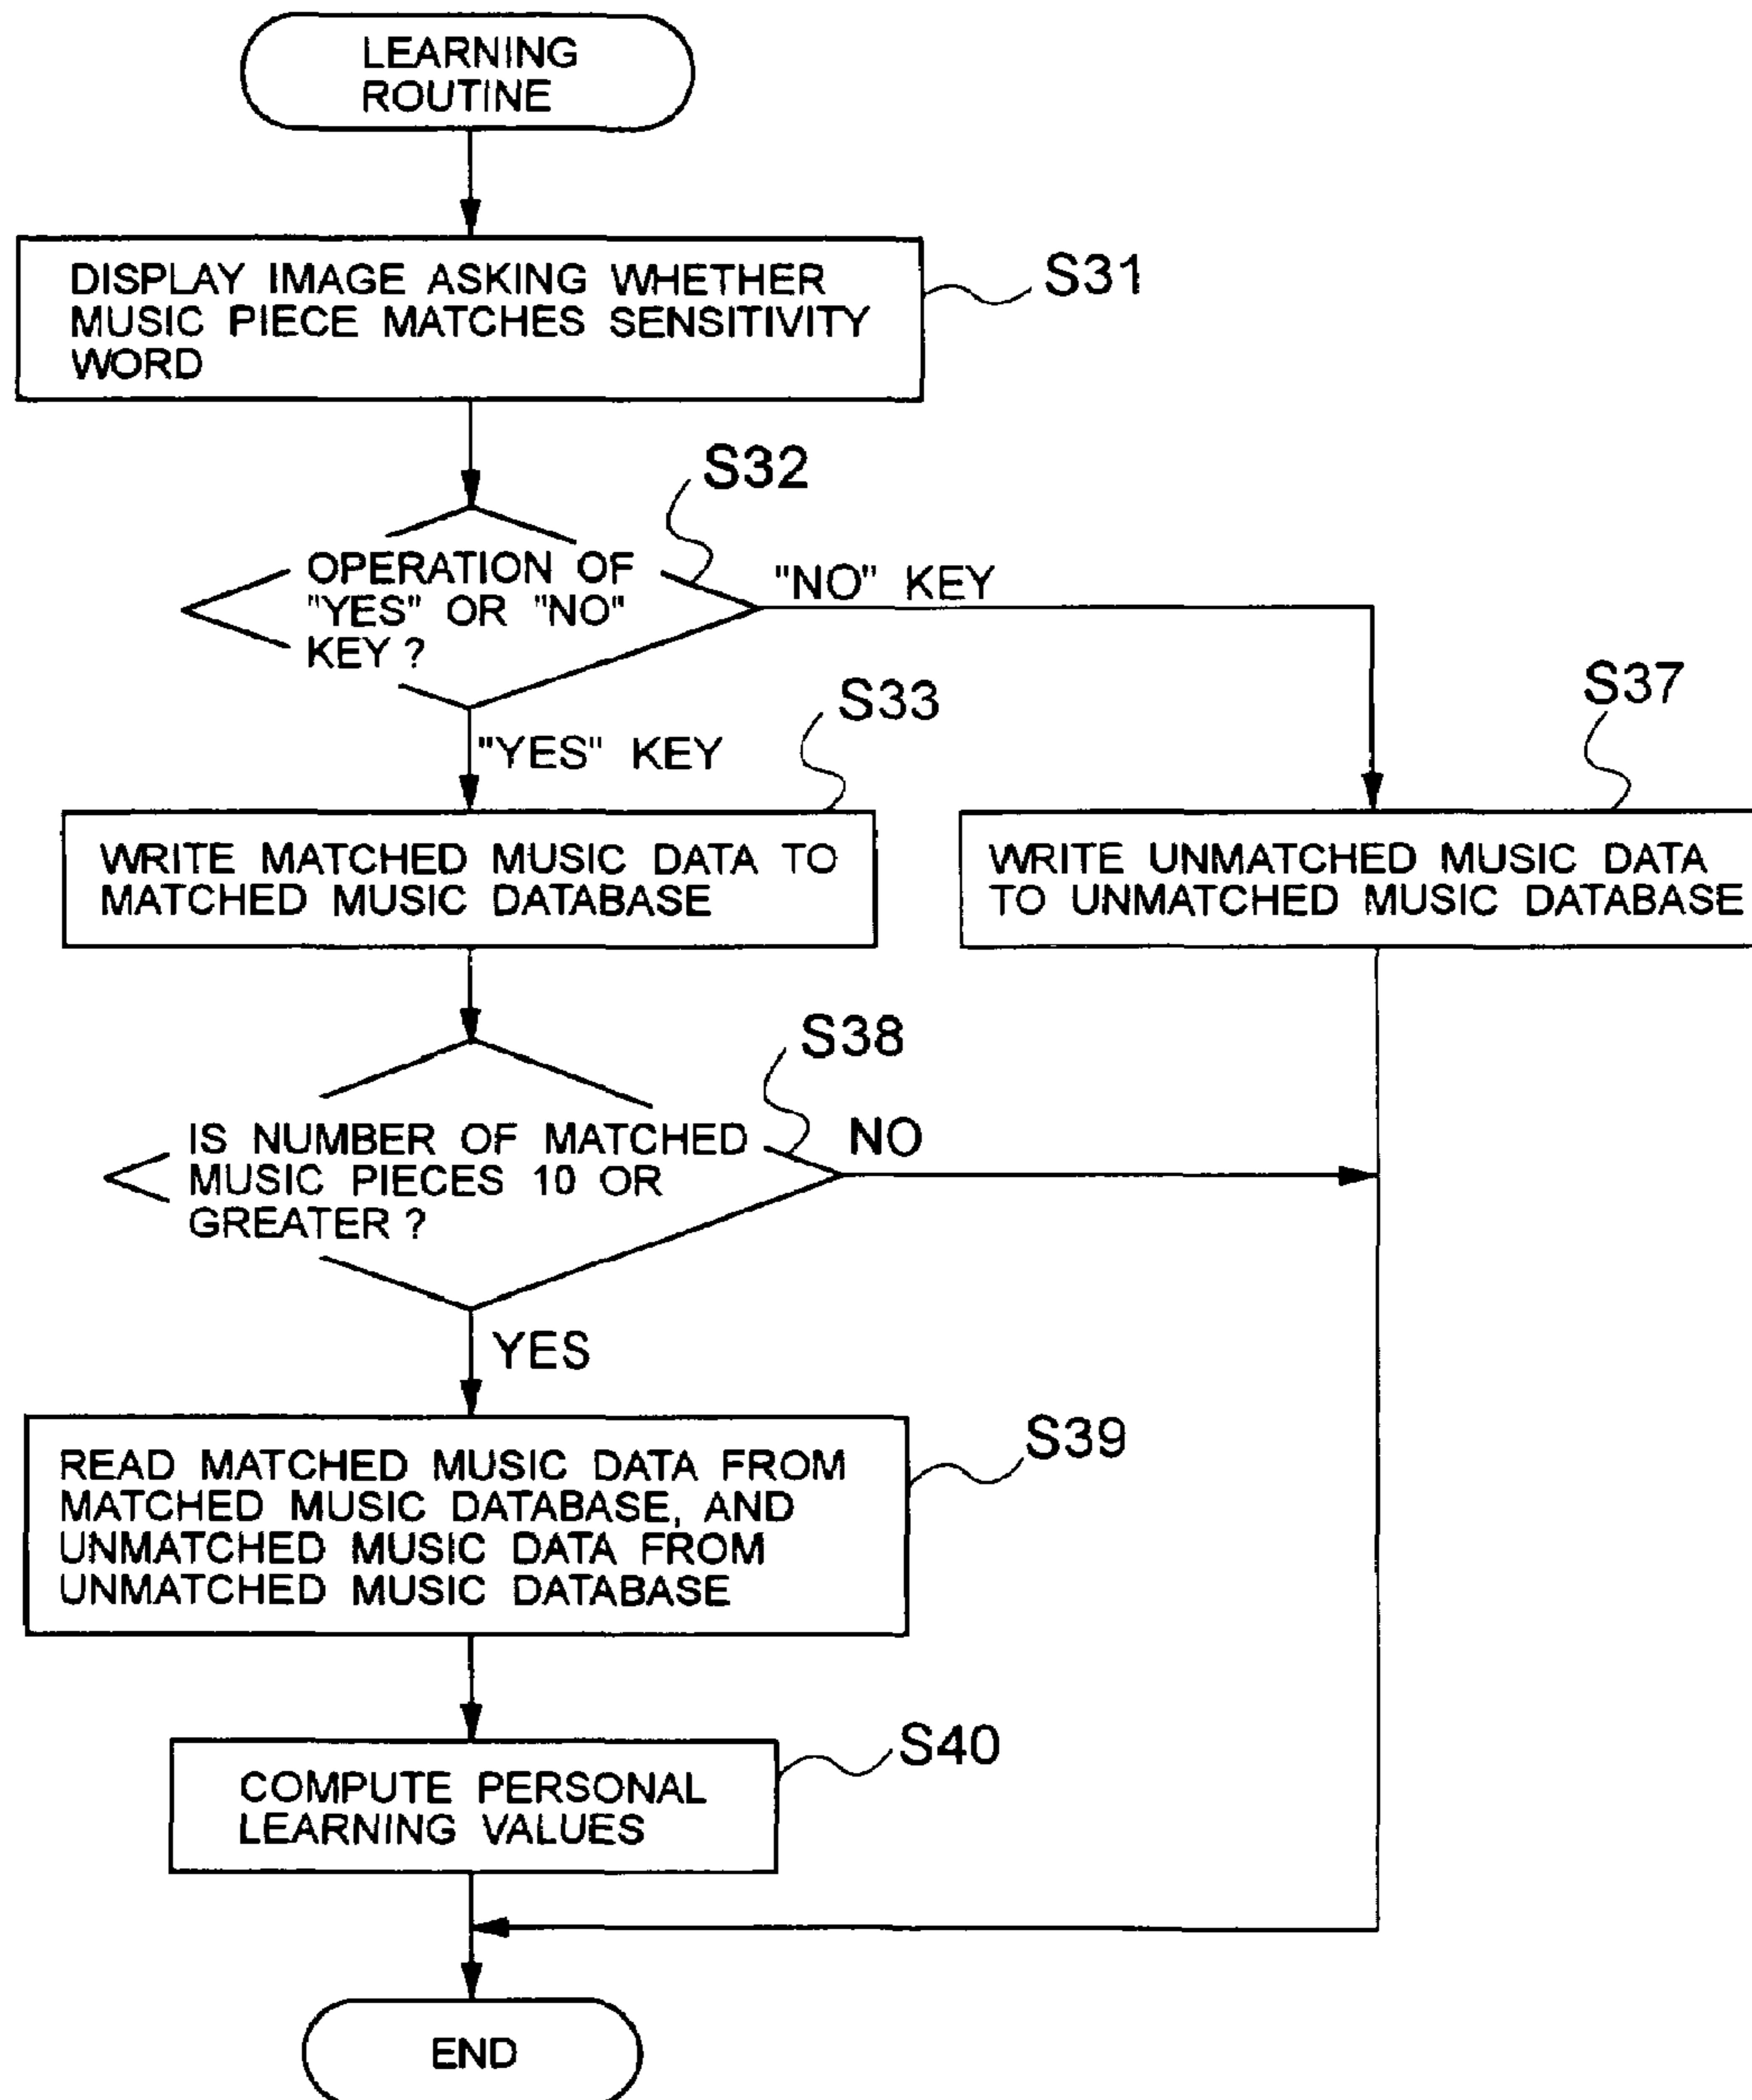 LEARNING
ROUTINE
DISPLAY IMAGE ASKING WHETHER
MUSIC PIECE MATCHES SENSITIVITY
WORD
S31
S32
OPERATION OF
"YES" OR "NO"
KEY ?
"NO" KEY
"YES" KEY
S33
S37
WRITE MATCHED MUSIC DATA TO
MATCHED MUSIC DATABASE
WRITE UNMATCHED MUSIC DATA
TO UNMATCHED MUSIC DATABASE
S38
IS NUMBER OF MATCHED
MUSIC PIECES 10 OR
GREATER ?
NO
YES
S39
READ MATCHED MUSIC DATA FROM
MATCHED MUSIC DATABASE, AND
UNMATCHED MUSIC DATA FROM
UNMATCHED MUSIC DATABASE
S40
COMPUTE PERSONAL
LEARNING VALUES
END